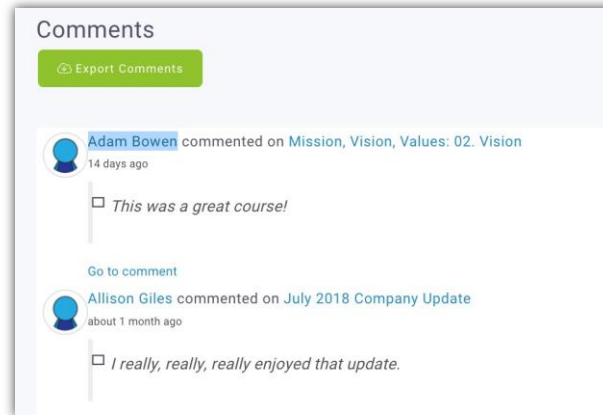 Comments
Export Comments
Adam Bowen commented on Mission, Vision, Values: 02. Vision
14 days ago
This was a great course!
Go to comment
Allison Giles commented on July 2018 Company Update
about 1 month ago
I really, really, really enjoyed that update.